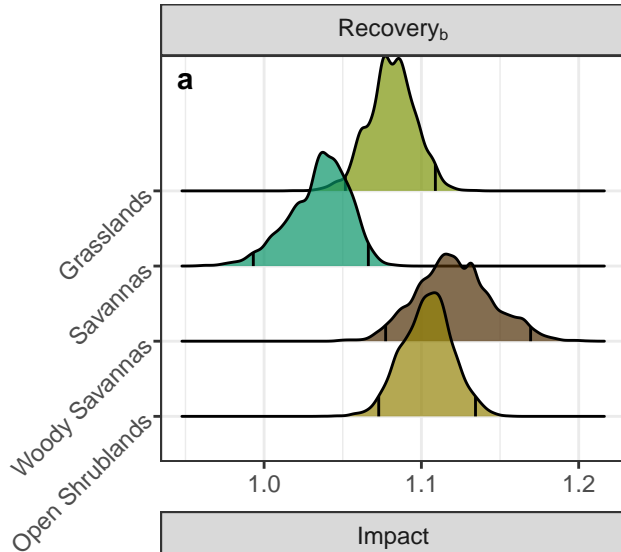 Recovery_b
a
Grasslands
Savannas
Woody Savannas
Open Shrublands
1.0 1.1 1.2
Impact